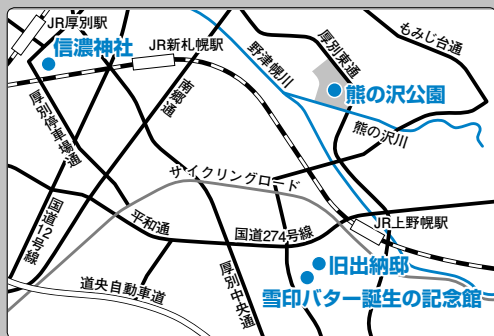 JR厚別駅
信濃神社
JR新札幌駅
野津幌川
厚別東通
もみじ台通
熊の沢公園
熊の沢川
厚別停車場通
南郷通
サイクリングロード
国道12号線
平和通
国道274号線
JR上野幌駅
道央自動車道
厚別中央通
旧出納邸
雪印バター誕生の記念館